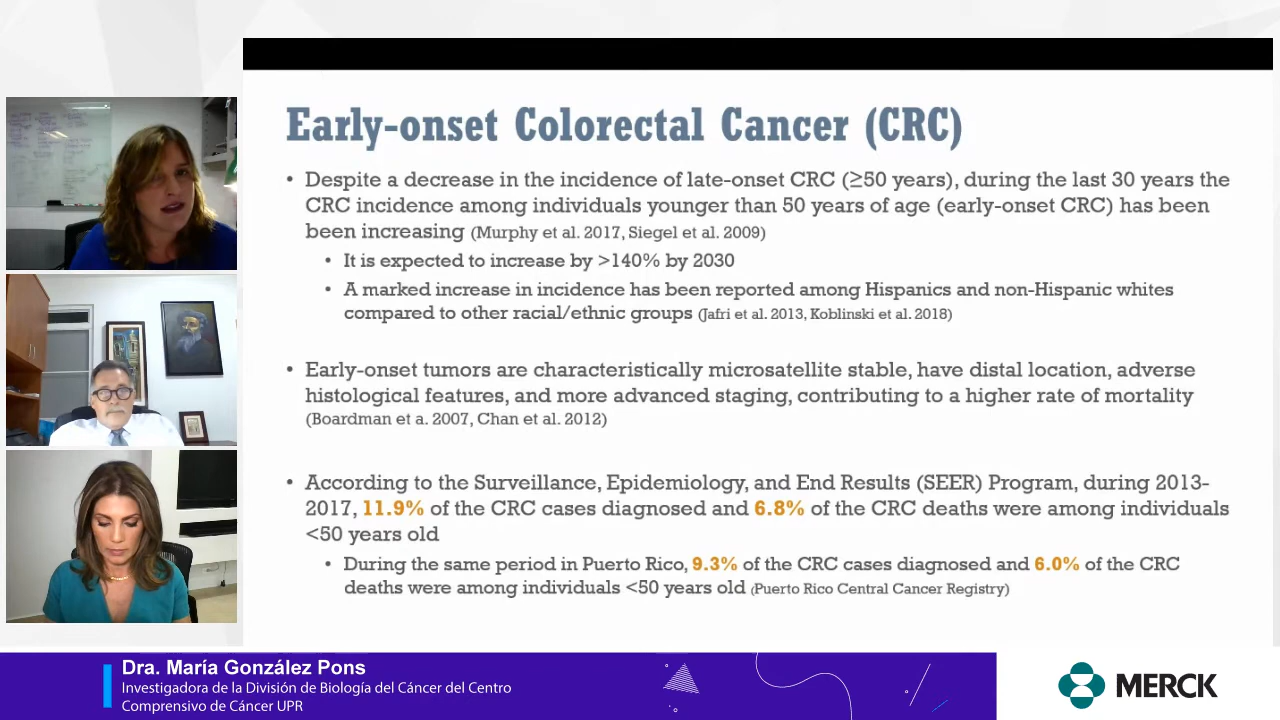 Early-onset Colorectal Cancer (CRC)
• Despite a decrease in the incidence of late-onset CRC (≥50 years), during the last 30 years the
CRC incidence among individuals younger than 50 years of age (early-onset CRC) has been
been increasing (Murphy et al. 2017, Siegel et al. 2009)
• It is expected to increase by >140% by 2030
• A marked increase in incidence has been reported among Hispanics and non-Hispanic whites
compared to other racial/ethnic groups (Jafri et al. 2013, Koblinski et al. 2018)
• Early-onset tumors are characteristically microsatellite stable, have distal location, adverse
histological features, and more advanced staging, contributing to a higher rate of mortality
(Boardman et a. 2007, Chan et al. 2012)
• According to the Surveillance, Epidemiology, and End Results (SEER) Program, during 2013-
2017, 11.9% of the CRC cases diagnosed and 6.8% of the CRC deaths were among individuals
<50 years old
• During the same period in Puerto Rico, 9.3% of the CRC cases diagnosed and 6.0% of the CRC
deaths were among individuals <50 years old (Puerto Rico Central Cancer Registry)
Dra. María González Pons
Investigadora de la División de Biología del Cáncer del Centro
Comprensivo de Cáncer UPR
MERCK